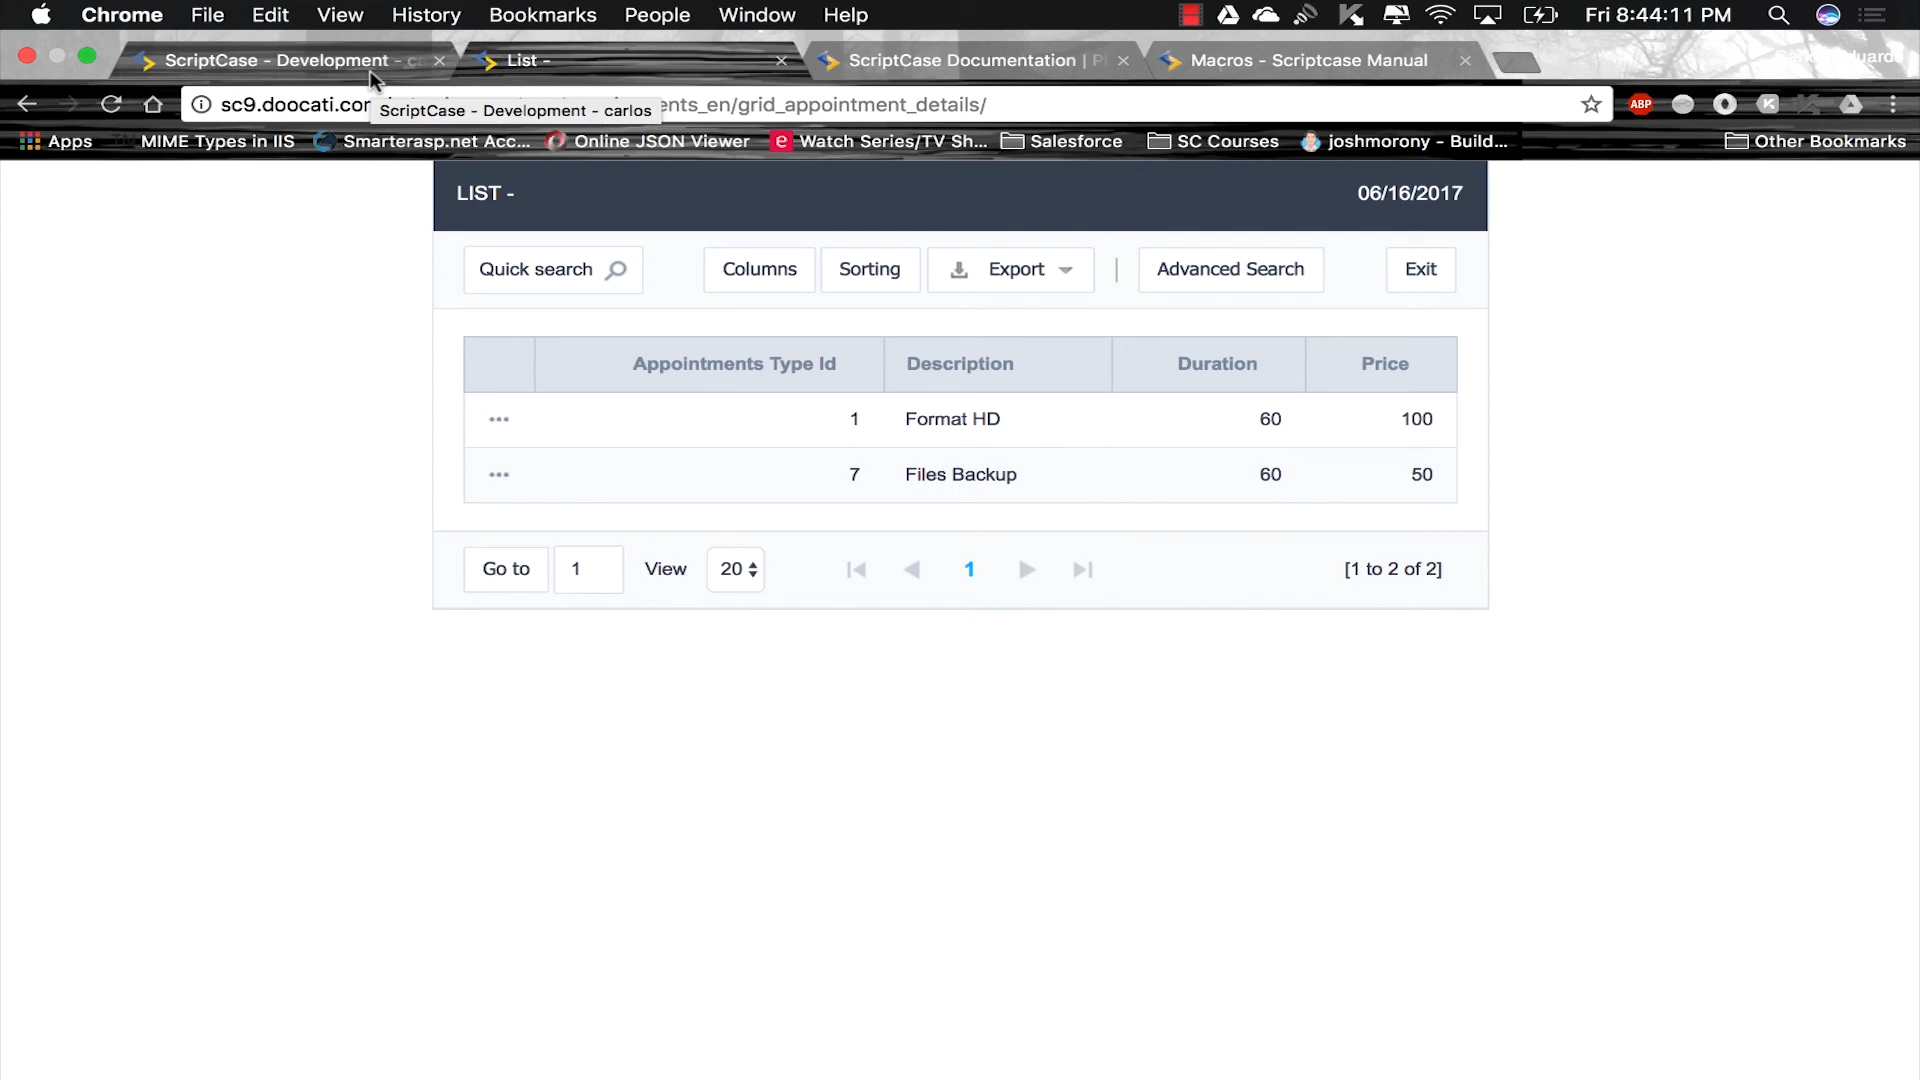 Chrome File Edit View History Bookmarks People Window Help Fri 8:44:11 PM
ScriptCase - Development - c
List -
ScriptCase Documentation | P
Macros - Scriptcase Manual
sc9.doocati.com
ents_en/grid_appointment_details/
ABP
ScriptCase - Development - carlos
Apps MIME Types in IIS Smarterasp.net Acc... Online JSON Viewer Watch Series/TV Sh... Salesforce SC Courses joshmorony - Build... Other Bookmarks
LIST - 06/16/2017
Quick search Columns Sorting Export | Advanced Search Exit
Appointments Type Id Description Duration Price
1 Format HD 60 100
7 Files Backup 60 50
Go to 1 View 20 1 [1 to 2 of 2]